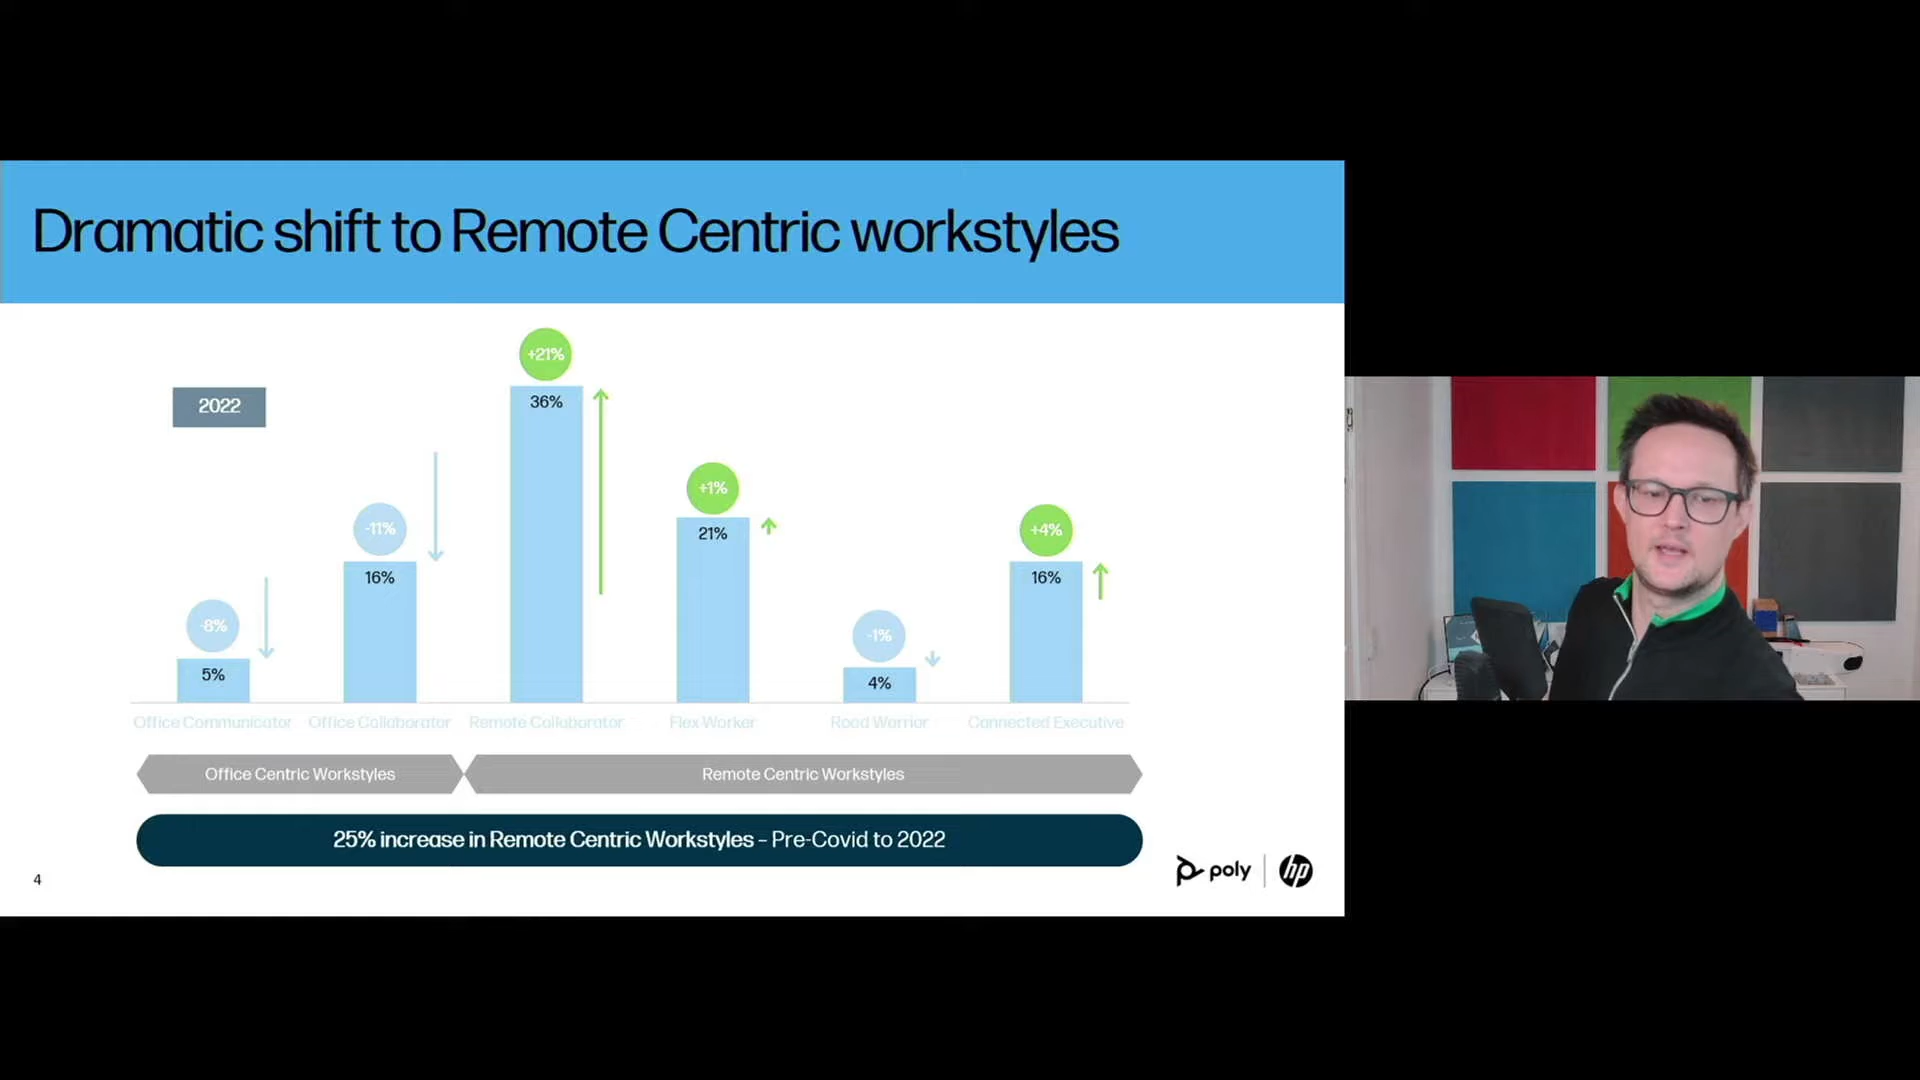 Dramatic shift to Remote Centric workstyles
2022
+21%
36%
-11%
16%
+1%
21%
+4%
16%
-8%
5%
-1%
4%
Office Communicator
Office Collaborator
Remote Collaborator
Flex Worker
Road Warrior
Connected Executive
Office Centric Workstyles
Remote Centric Workstyles
25% increase in Remote Centric Workstyles – Pre-Covid to 2022
4
poly
hp